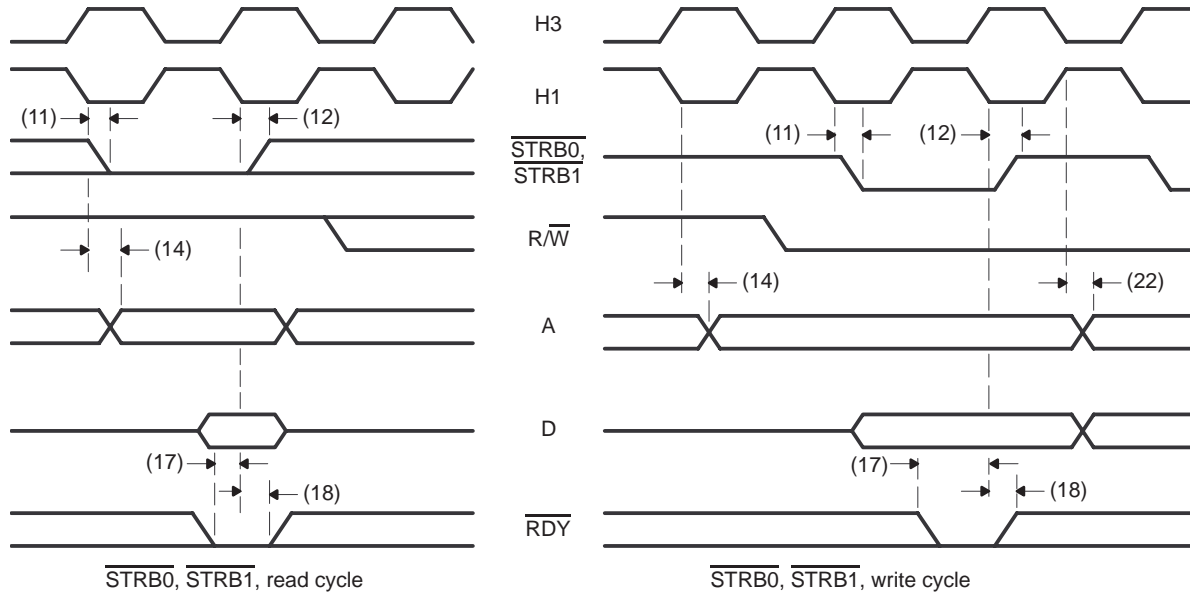 H3
H1
(11)
(12)
(11)
(12)
STRB0,
STRB1
R/W
(14)
(14)
(22)
A
D
(17)
(17)
(18)
(18)
RDY
STRB0, STRB1, read cycle
STRB0, STRB1, write cycle